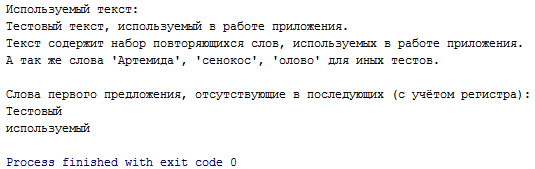 Используемый текст:
Тестовый текст, используемый в работе приложения.
Текст содержит набор повторяющихся слов, используемых в работе приложения.
А так же слова 'Артемида', 'сенокос', 'олово' для иных тестов.
Слова первого предложения, отсутствующие в последующих (с учётом регистра):
Тестовый
используемый
Process finished with exit code 0